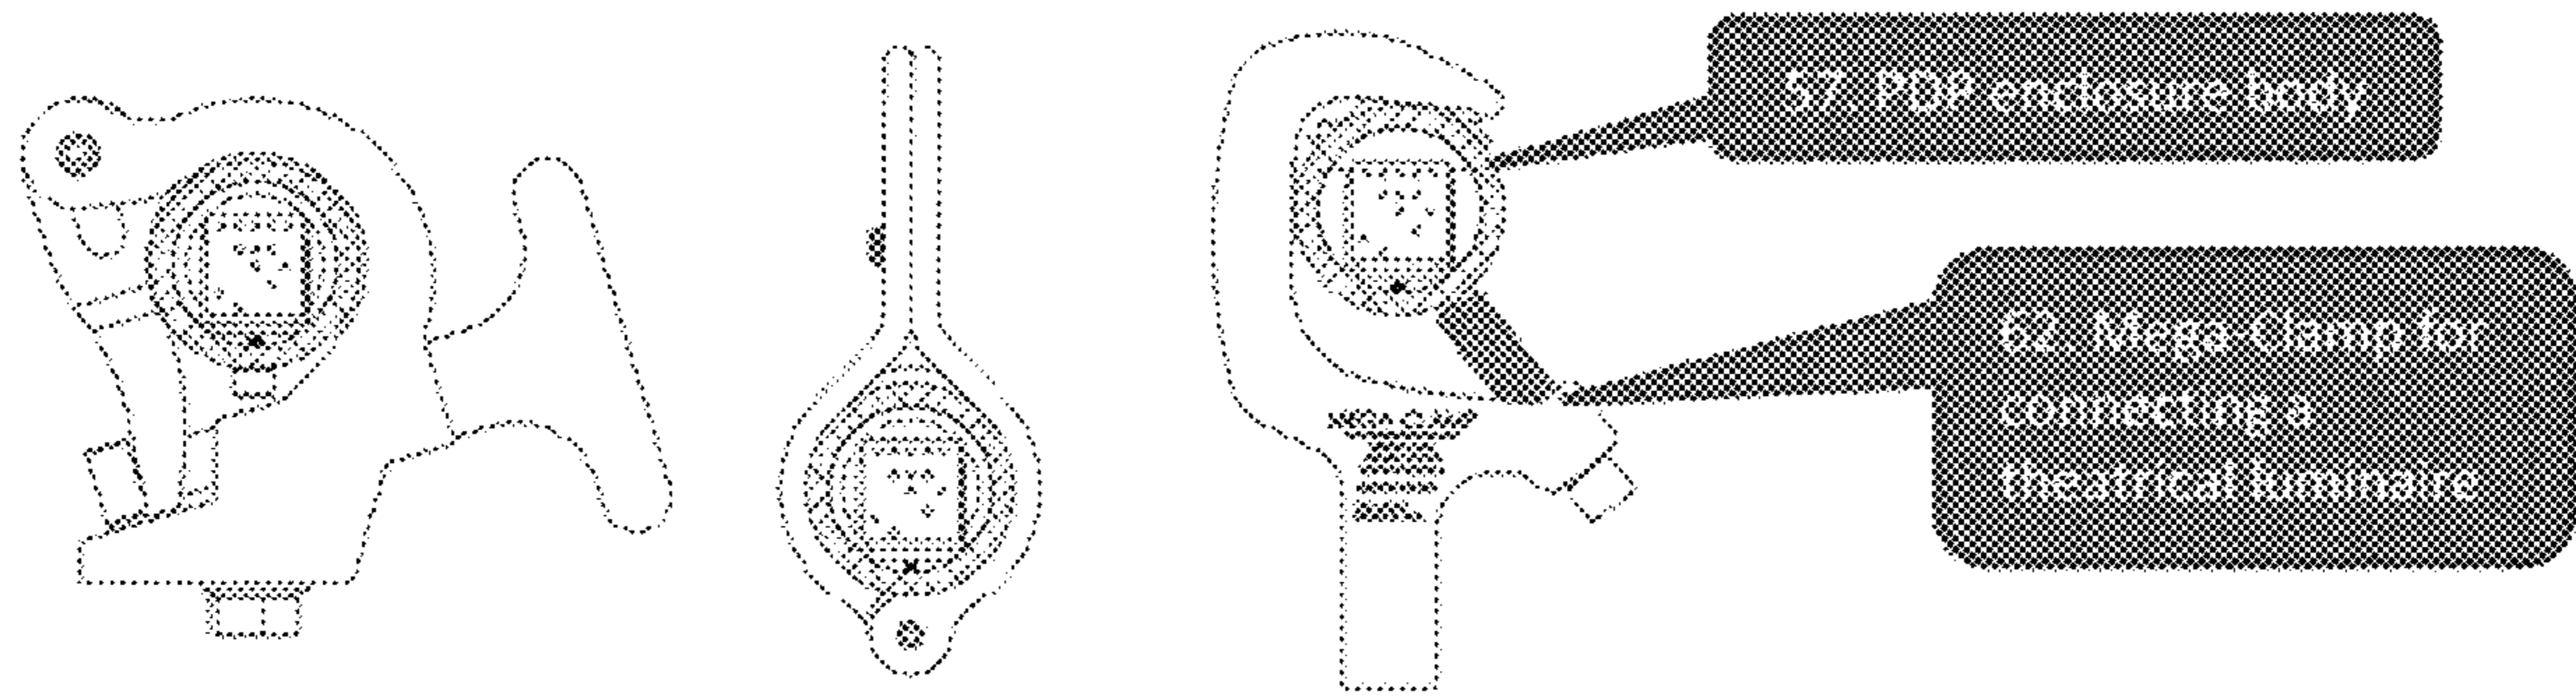 57. PDP enclosure body
62. Mega-Clamp for
connecting a
theatrical luminaire